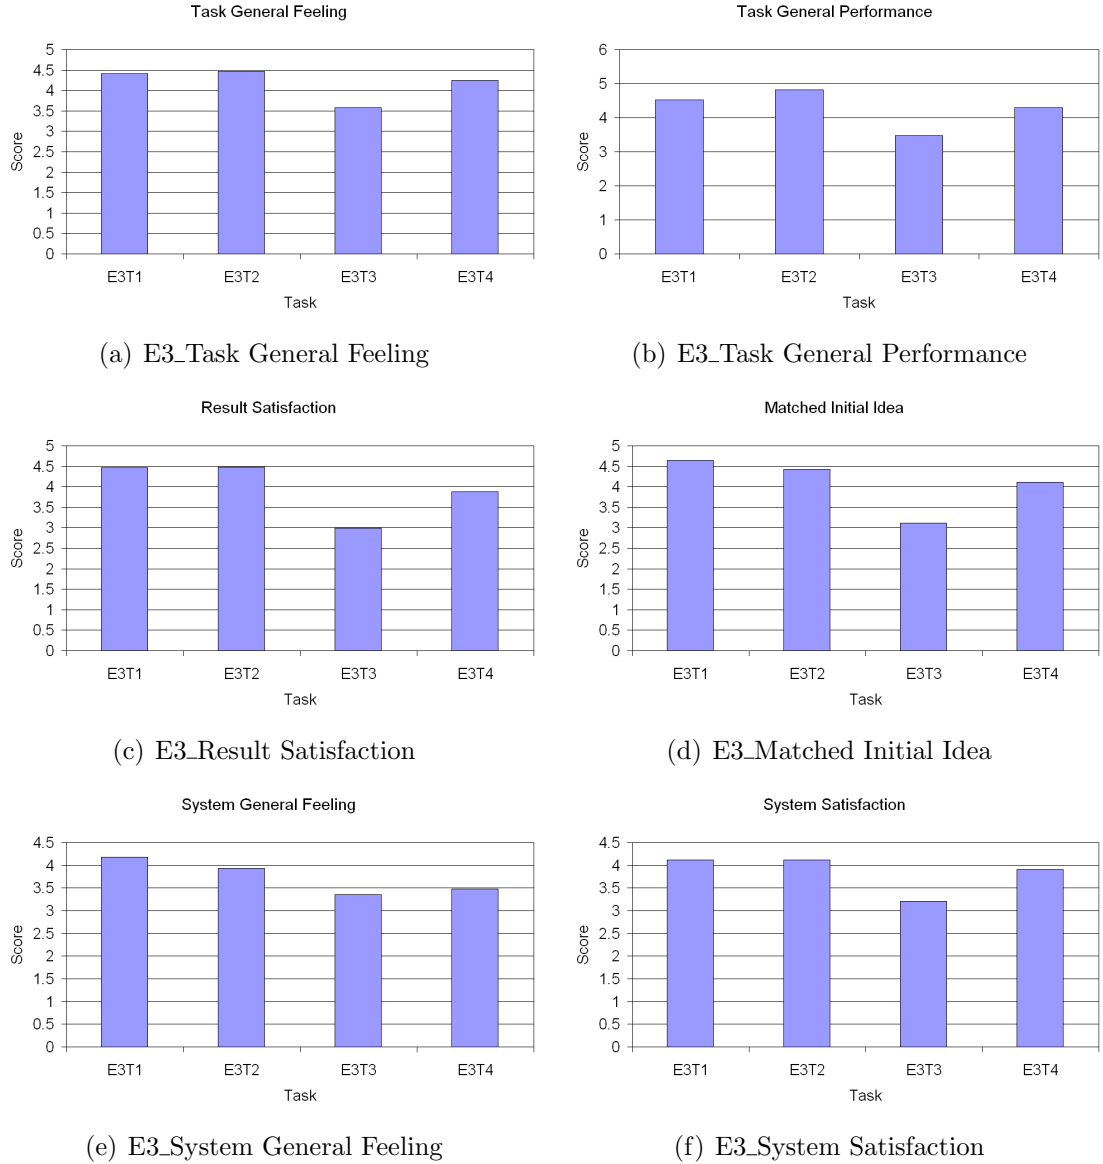 Task General Feeling
5
4.5
4
3.5
3
2.5
2
1.5
1
0.5
0
Score
E3T1 E3T2 E3T3 E3T4
Task
(a) E3_Task General Feeling
Task General Performance
6
5
4
3
2
1
0
Score
E3T1 E3T2 E3T3 E3T4
Task
(b) E3_Task General Performance
Result Satisfaction
5
4.5
4
3.5
3
2.5
2
1.5
1
0.5
0
Score
E3T1 E3T2 E3T3 E3T4
Task
(c) E3_Result Satisfaction
Matched Initial Idea
5
4.5
4
3.5
3
2.5
2
1.5
1
0.5
0
Score
E3T1 E3T2 E3T3 E3T4
Task
(d) E3_Matched Initial Idea
System General Feeling
4.5
4
3.5
3
2.5
2
1.5
1
0.5
0
Score
E3T1 E3T2 E3T3 E3T4
Task
(e) E3_System General Feeling
System Satisfaction
4.5
4
3.5
3
2.5
2
1.5
1
0.5
0
Score
E3T1 E3T2 E3T3 E3T4
Task
(f) E3_System Satisfaction